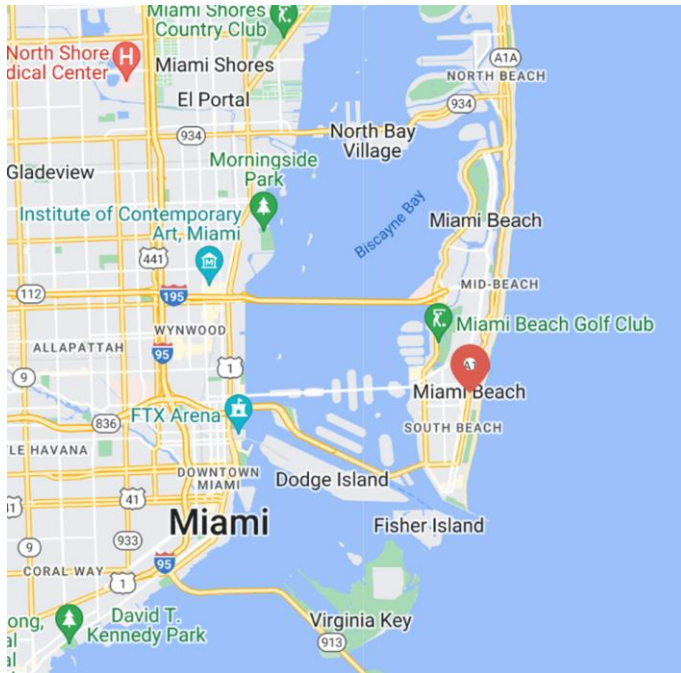 Miami Shores
Country Club
North Shore
dical Center
H
Miami Shores
A1A
NORTH BEACH
El Portal
934
934
North Bay
Village
Gladeview
Morningside
Park
Institute of Contemporary
Art, Miami
Biscayne Bay
Miami Beach
441
112
195
MID-BEACH
WYNWOOD
Miami Beach Golf Club
ALLAPATTAH
95
1
A1
Miami Beach
836
FTX Arena
SOUTH BEACH
LE HAVANA
DOWNTOWN
MIAMI
Dodge Island
41
41
Miami
Fisher Island
933
9
95
CORAL WAY
1
ong,
al
al
David T.
Kennedy Park
Virginia Key
913
9